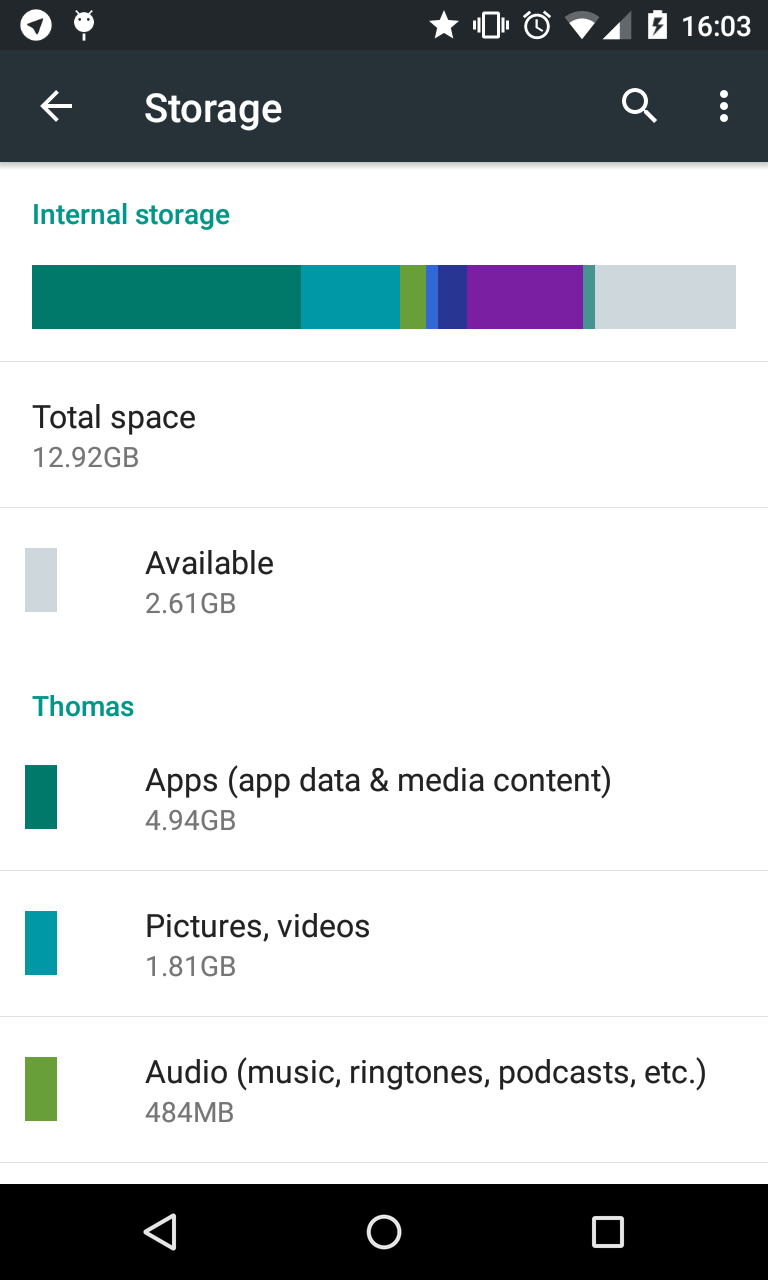 16:03
Storage
Internal storage
Total space
12.92GB
Available
2.61GB
Thomas
Apps (app data & media content)
4.94GB
Pictures, videos
1.81GB
Audio (music, ringtones, podcasts, etc.)
484MB